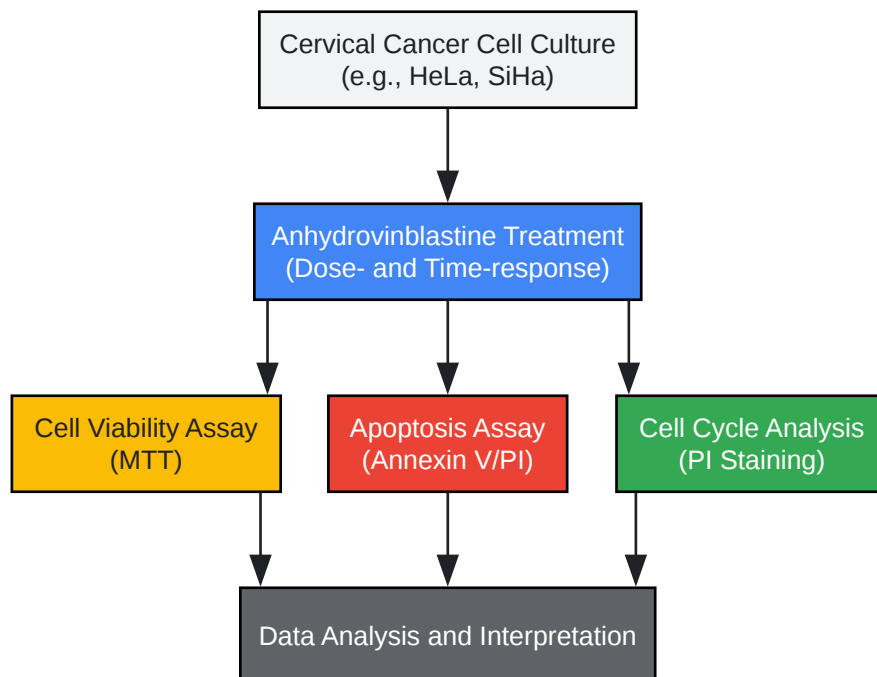 Cervical Cancer Cell Culture
(e.g., HeLa, SiHa)
Anhydrovinblastine Treatment
(Dose- and Time-response)
Cell Viability Assay
(MTT)
Apoptosis Assay
(Annexin V/PI)
Cell Cycle Analysis
(PI Staining)
Data Analysis and Interpretation